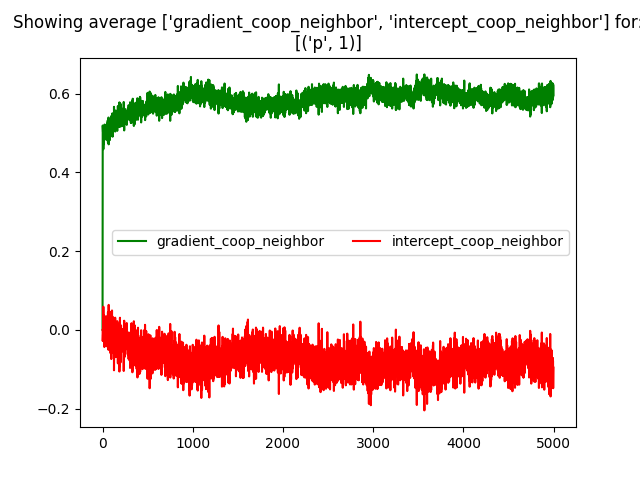 Showing average ['gradient_coop_neighbor', 'intercept_coop_neighbor'] for:
[('p', 1)]
0.6
0.4
0.2
gradient_coop_neighbor intercept_coop_neighbor
0.0
−0.2
0 1000 2000 3000 4000 5000